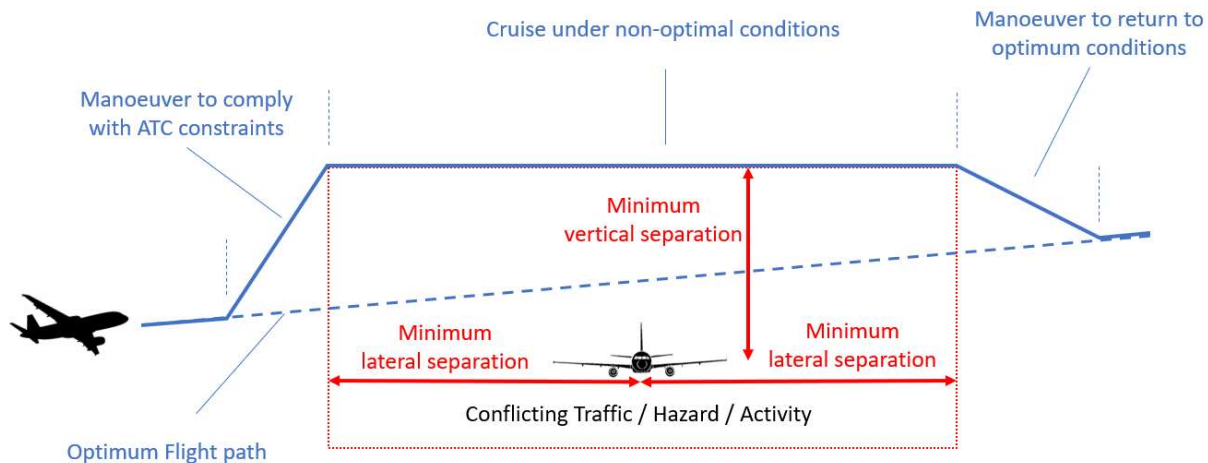 Cruise under non-optimal conditions
Manoeuver to return to
optimum conditions
Manoeuver to comply
with ATC constraints
Minimum
vertical separation
Minimum
lateral separation
Minimum
lateral separation
Conflicting Traffic / Hazard / Activity
Optimum Flight path